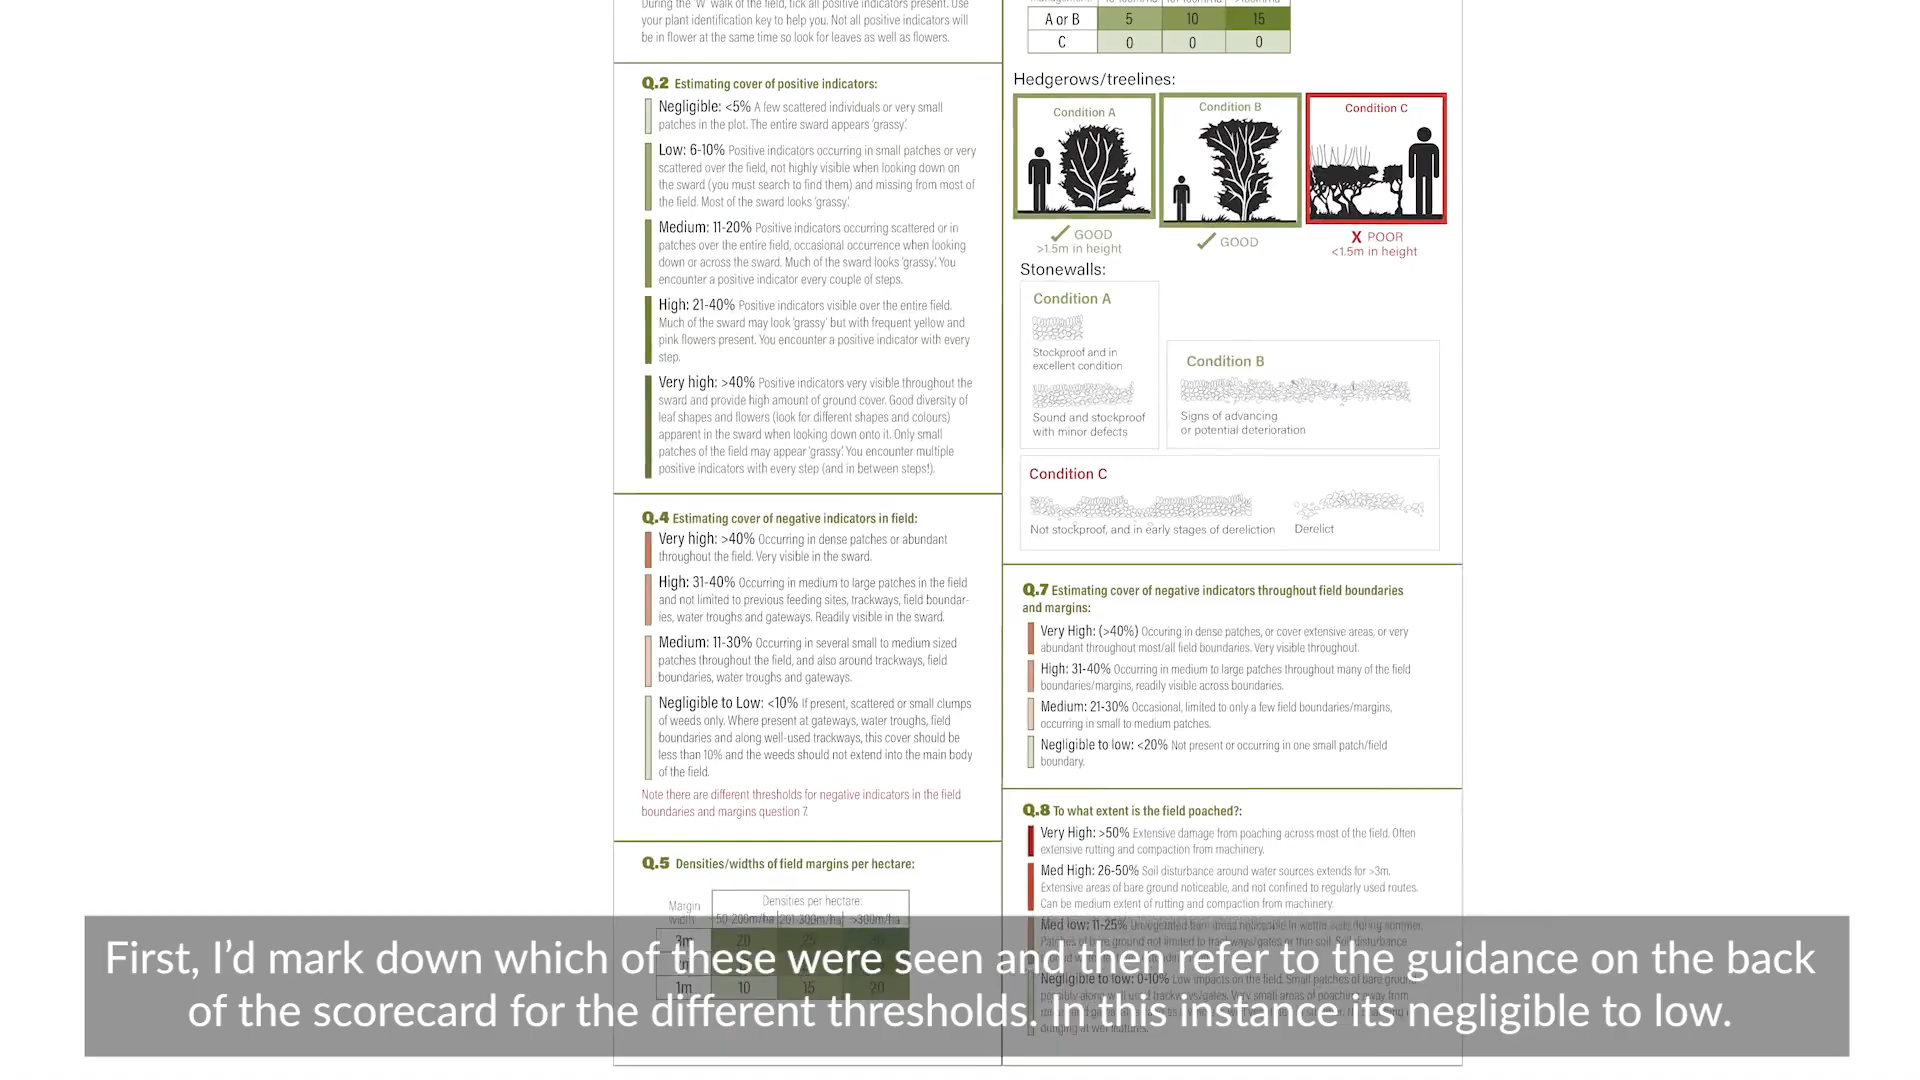 During the 'W' walk of the field, tick all positive indicators present. Use
your plant identification key to help you. Not all positive indicators will
be in flower at the same time so look for leaves as well as flowers.
Q.2 Estimating cover of positive indicators:
Negligible: <5% A few scattered individuals or very small
patches in the plot. The entire sward appears 'grassy'.
Low: 6-10% Positive indicators occurring in small patches or very
scattered over the field, not highly visible when looking down on
the sward (you must search to find them) and missing from most of
the field. Most of the sward looks 'grassy'.
Medium: 11-20% Positive indicators occurring scattered or in
patches over the entire field, occasional occurrence when looking
down or across the sward. Much of the sward looks 'grassy'. You
encounter a positive indicator every couple of steps.
High: 21-40% Positive indicators visible over the entire field.
Much of the sward may look 'grassy' but with frequent yellow and
pink flowers present. You encounter a positive indicator with every
step.
Very high: >40% Positive indicators very visible throughout the
sward and provide high amount of ground cover. Good diversity of
leaf shapes and flowers (look for different shapes and colours)
apparent in the sward when looking down onto it. Only small
patches of the field may appear 'grassy'. You encounter multiple
positive indicators with every step (and in between steps!).
Q.4 Estimating cover of negative indicators in field:
Very high: >40% Occurring in dense patches or abundant
throughout the field. Very visible in the sward.
High: 31-40% Occurring in medium to large patches in the field
and not limited to previous feeding sites, trackways, field boundar-
ies, water troughs and gateways. Readily visible in the sward.
Medium: 11-30% Occurring in several small to medium sized
patches throughout the field, and also around trackways, field
boundaries, water troughs and gateways.
Negligible to Low: <10% If present, scattered or small clumps
of weeds only. Where present at gateways, water troughs, field
boundaries and along well-used trackways, this cover should be
less than 10% and the weeds should not extend into the main body
of the field.
Note there are different thresholds for negative indicators in the field
boundaries and margins question 7.
Q.5 Densities/widths of field margins per hectare:
Densities per hectare:
Margin
width 50-200m/ha 201-300m/ha >300m/ha
3m 20 25
1m 10 15 20
A or B 5 10 15
C 0 0 0
Hedgerows/treelines:
Condition A Condition B Condition C
GOOD GOOD X POOR
>1.5m in height <1.5m in height
Stonewalls:
Condition A
Stockproof and in
excellent condition
Sound and stockproof
with minor defects
Condition B
Signs of advancing
or potential deterioration
Condition C
Not stockproof, and in early stages of dereliction Derelict
Q.7 Estimating cover of negative indicators throughout field boundaries
and margins:
Very High: (>40%) Occuring in dense patches, or cover extensive areas, or very
abundant throughout most/all field boundaries. Very visible throughout.
High: 31-40% Occurring in medium to large patches throughout many of the field
boundaries/margins, readily visible across boundaries.
Medium: 21-30% Occasional, limited to only a few field boundaries/margins,
occurring in small to medium patches.
Negligible to low: <20% Not present or occurring in one small patch/field
boundary.
Q.8 To what extent is the field poached?:
Very High: >50% Extensive damage from poaching across most of the field. Often
extensive rutting and compaction from machinery.
Med High: 26-50% Soil disturbance around water sources extends for >3m.
Extensive areas of bare ground noticeable, and not confined to regularly used routes.
Can be medium extent of rutting and compaction from machinery.
Med low: 11-25%
Negligible to low: 0-10% Low impacts on the field. Small patches of bare ground
First, I'd mark down which of these were seen and then refer to the guidance on the back
of the scorecard for the different thresholds. In this instance its negligible to low.